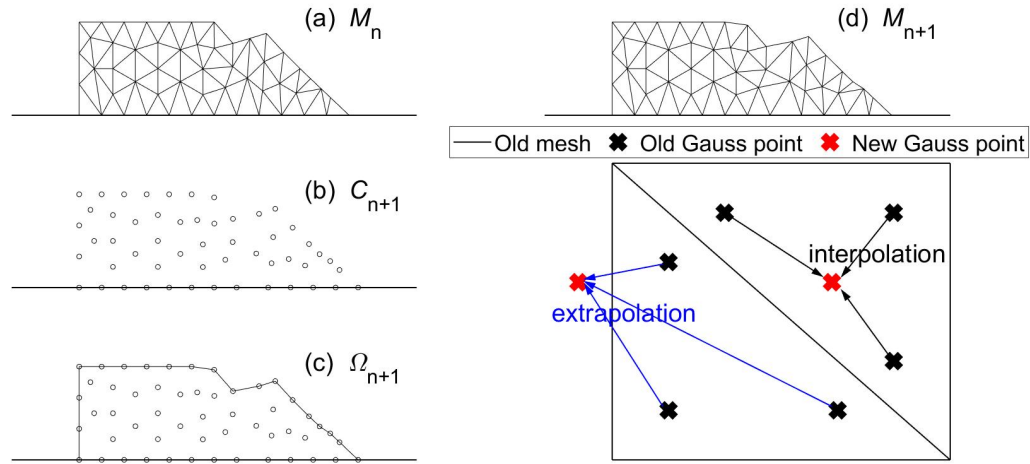 (a) Mn
(b) Cn+1
(c) Ωn+1
(d) Mn+1
Old mesh Old Gauss point New Gauss point
interpolation
extrapolation